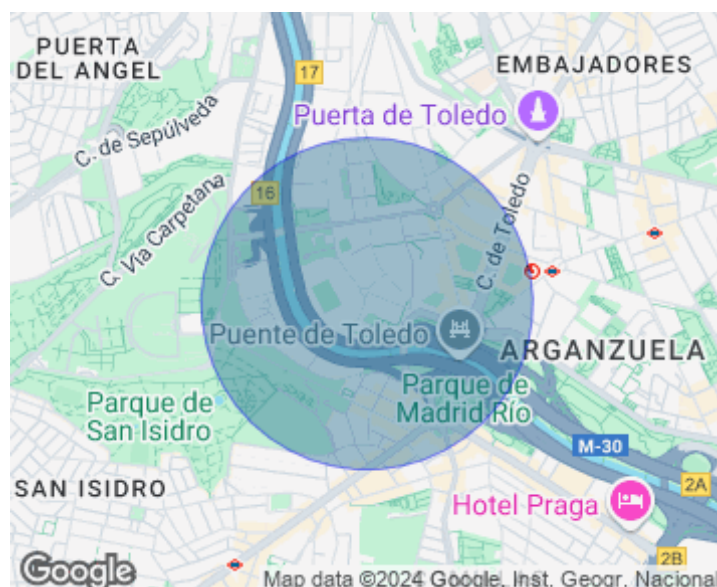 PUERTA
DEL ANGEL
17
EMBAJADORES
Puerta de Toledo
C. de Sepúlveda
16
C. Vía Carpetana
C. de Toledo
Puente de Toledo
ARGANZUELA
Parque de
San Isidro
Parque de
Madrid Río
M-30
SAN ISIDRO
2A
Hotel Praga
2B
Google
Map data ©2024 Google, Inst. Geogr. Nacional